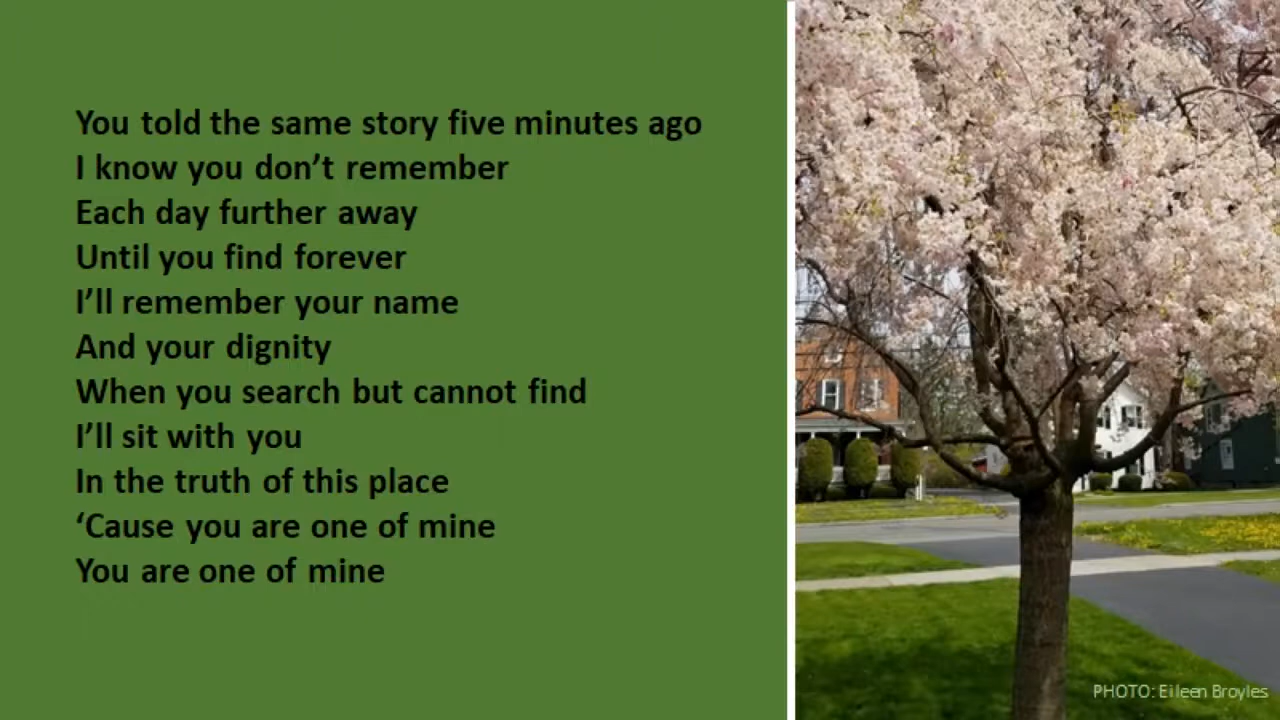 You told the same story five minutes ago
I know you don’t remember
Each day further away
Until you find forever
I’ll remember your name
And your dignity
When you search but cannot find
I’ll sit with you
In the truth of this place
‘Cause you are one of mine
You are one of mine
PHOTO: Eileen Broyles